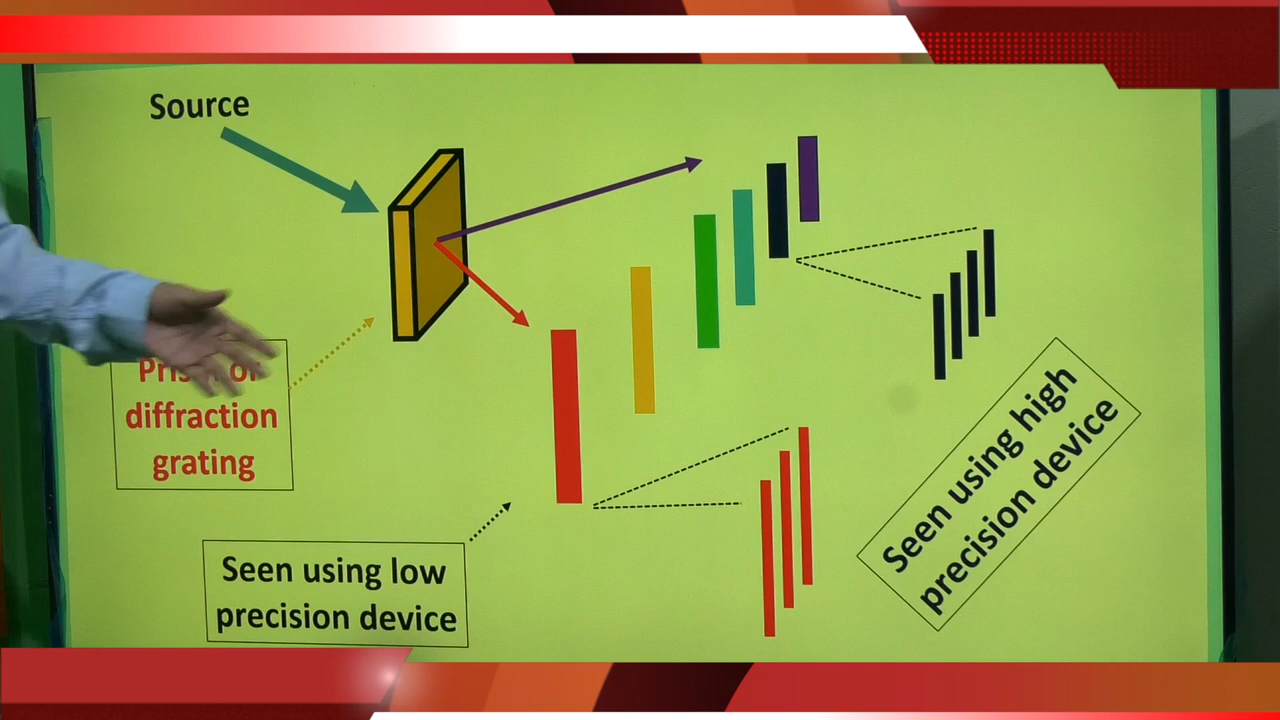 Source
diffraction
grating
Seen using low
precision device
Seen using high
precision device